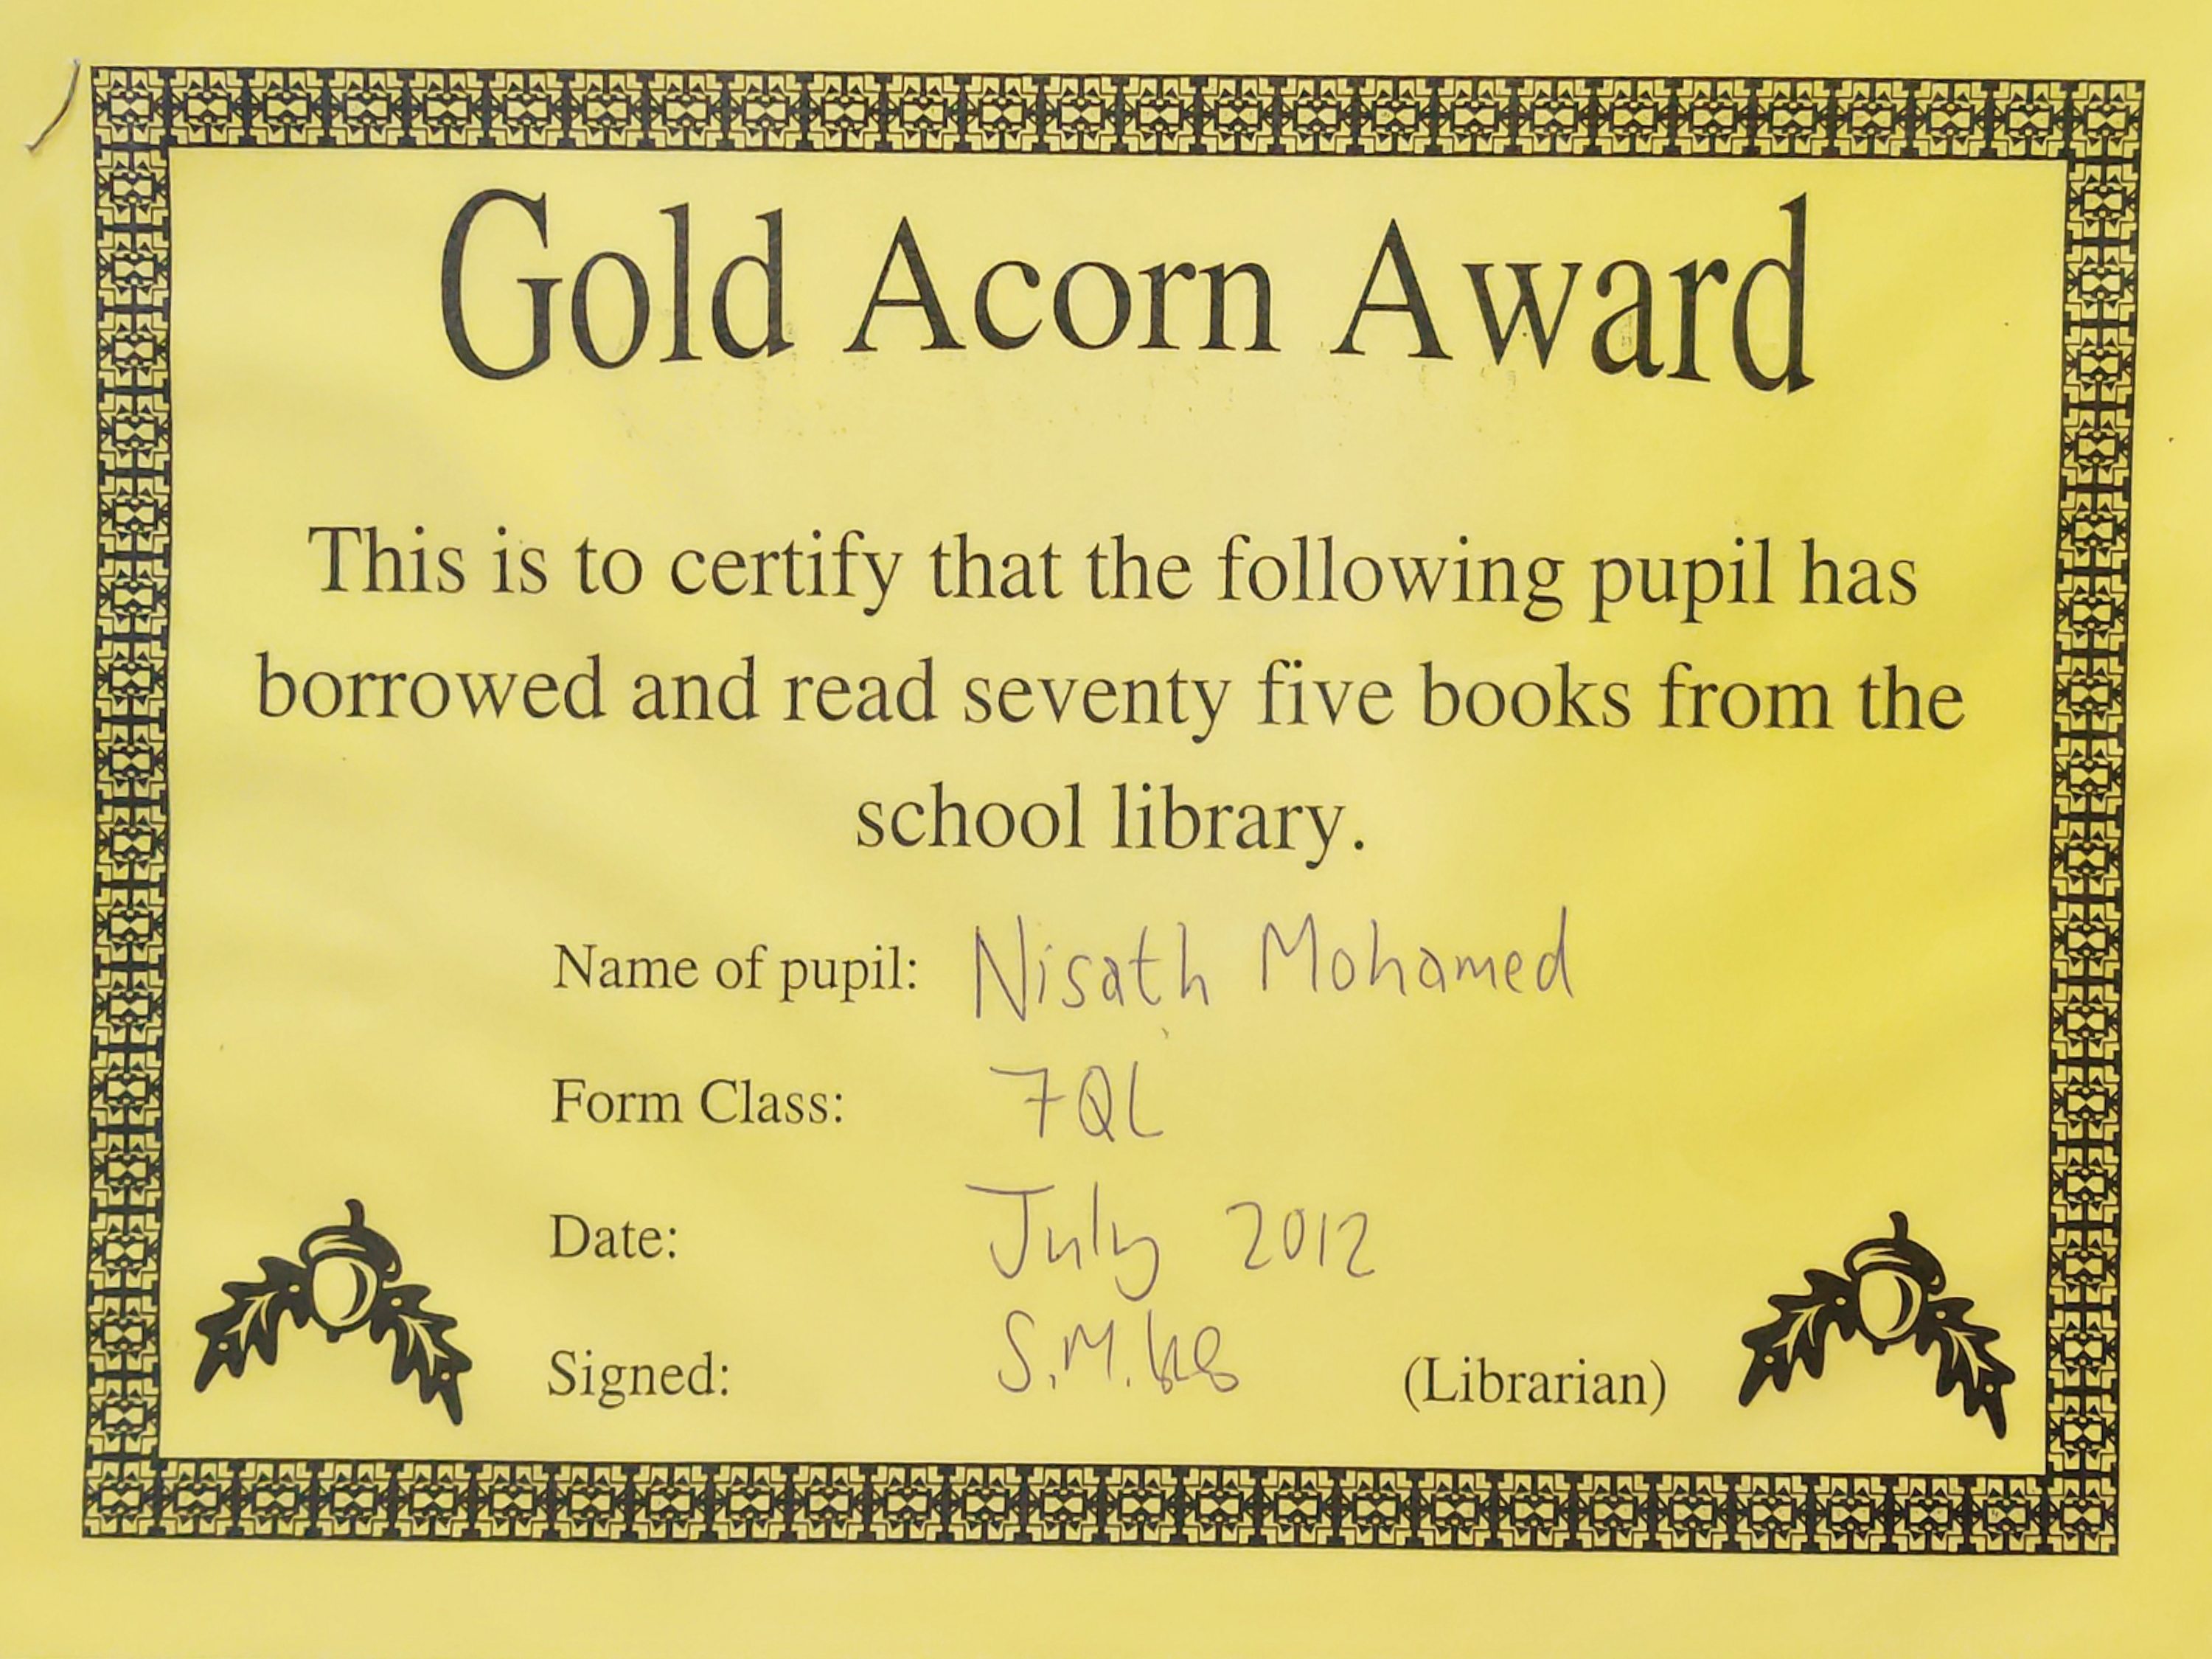 Gold Acorn Award
This is to certify that the following pupil has
borrowed and read seventy five books from the
school library.
Name of pupil: Nisath Mohamed
Form Class: 7QL
Date: July 2012
Signed: S.M. (Librarian)